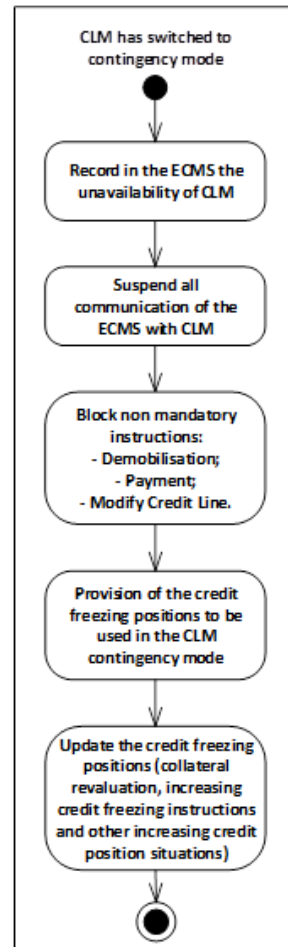 CLM has switched to
contingency mode
Record in the ECMS the
unavailability of CLM
Suspend all
communication of the
ECMS with CLM
Block non mandatory
instructions:
- Demobilisation;
- Payment;
- Modify Credit Line.
Provision of the credit
freezing positions to be
used in the CLM
contingency mode
Update the credit freezing
positions (collateral
revaluation, increasing
credit freezing instructions
and other increasing credit
position situations)